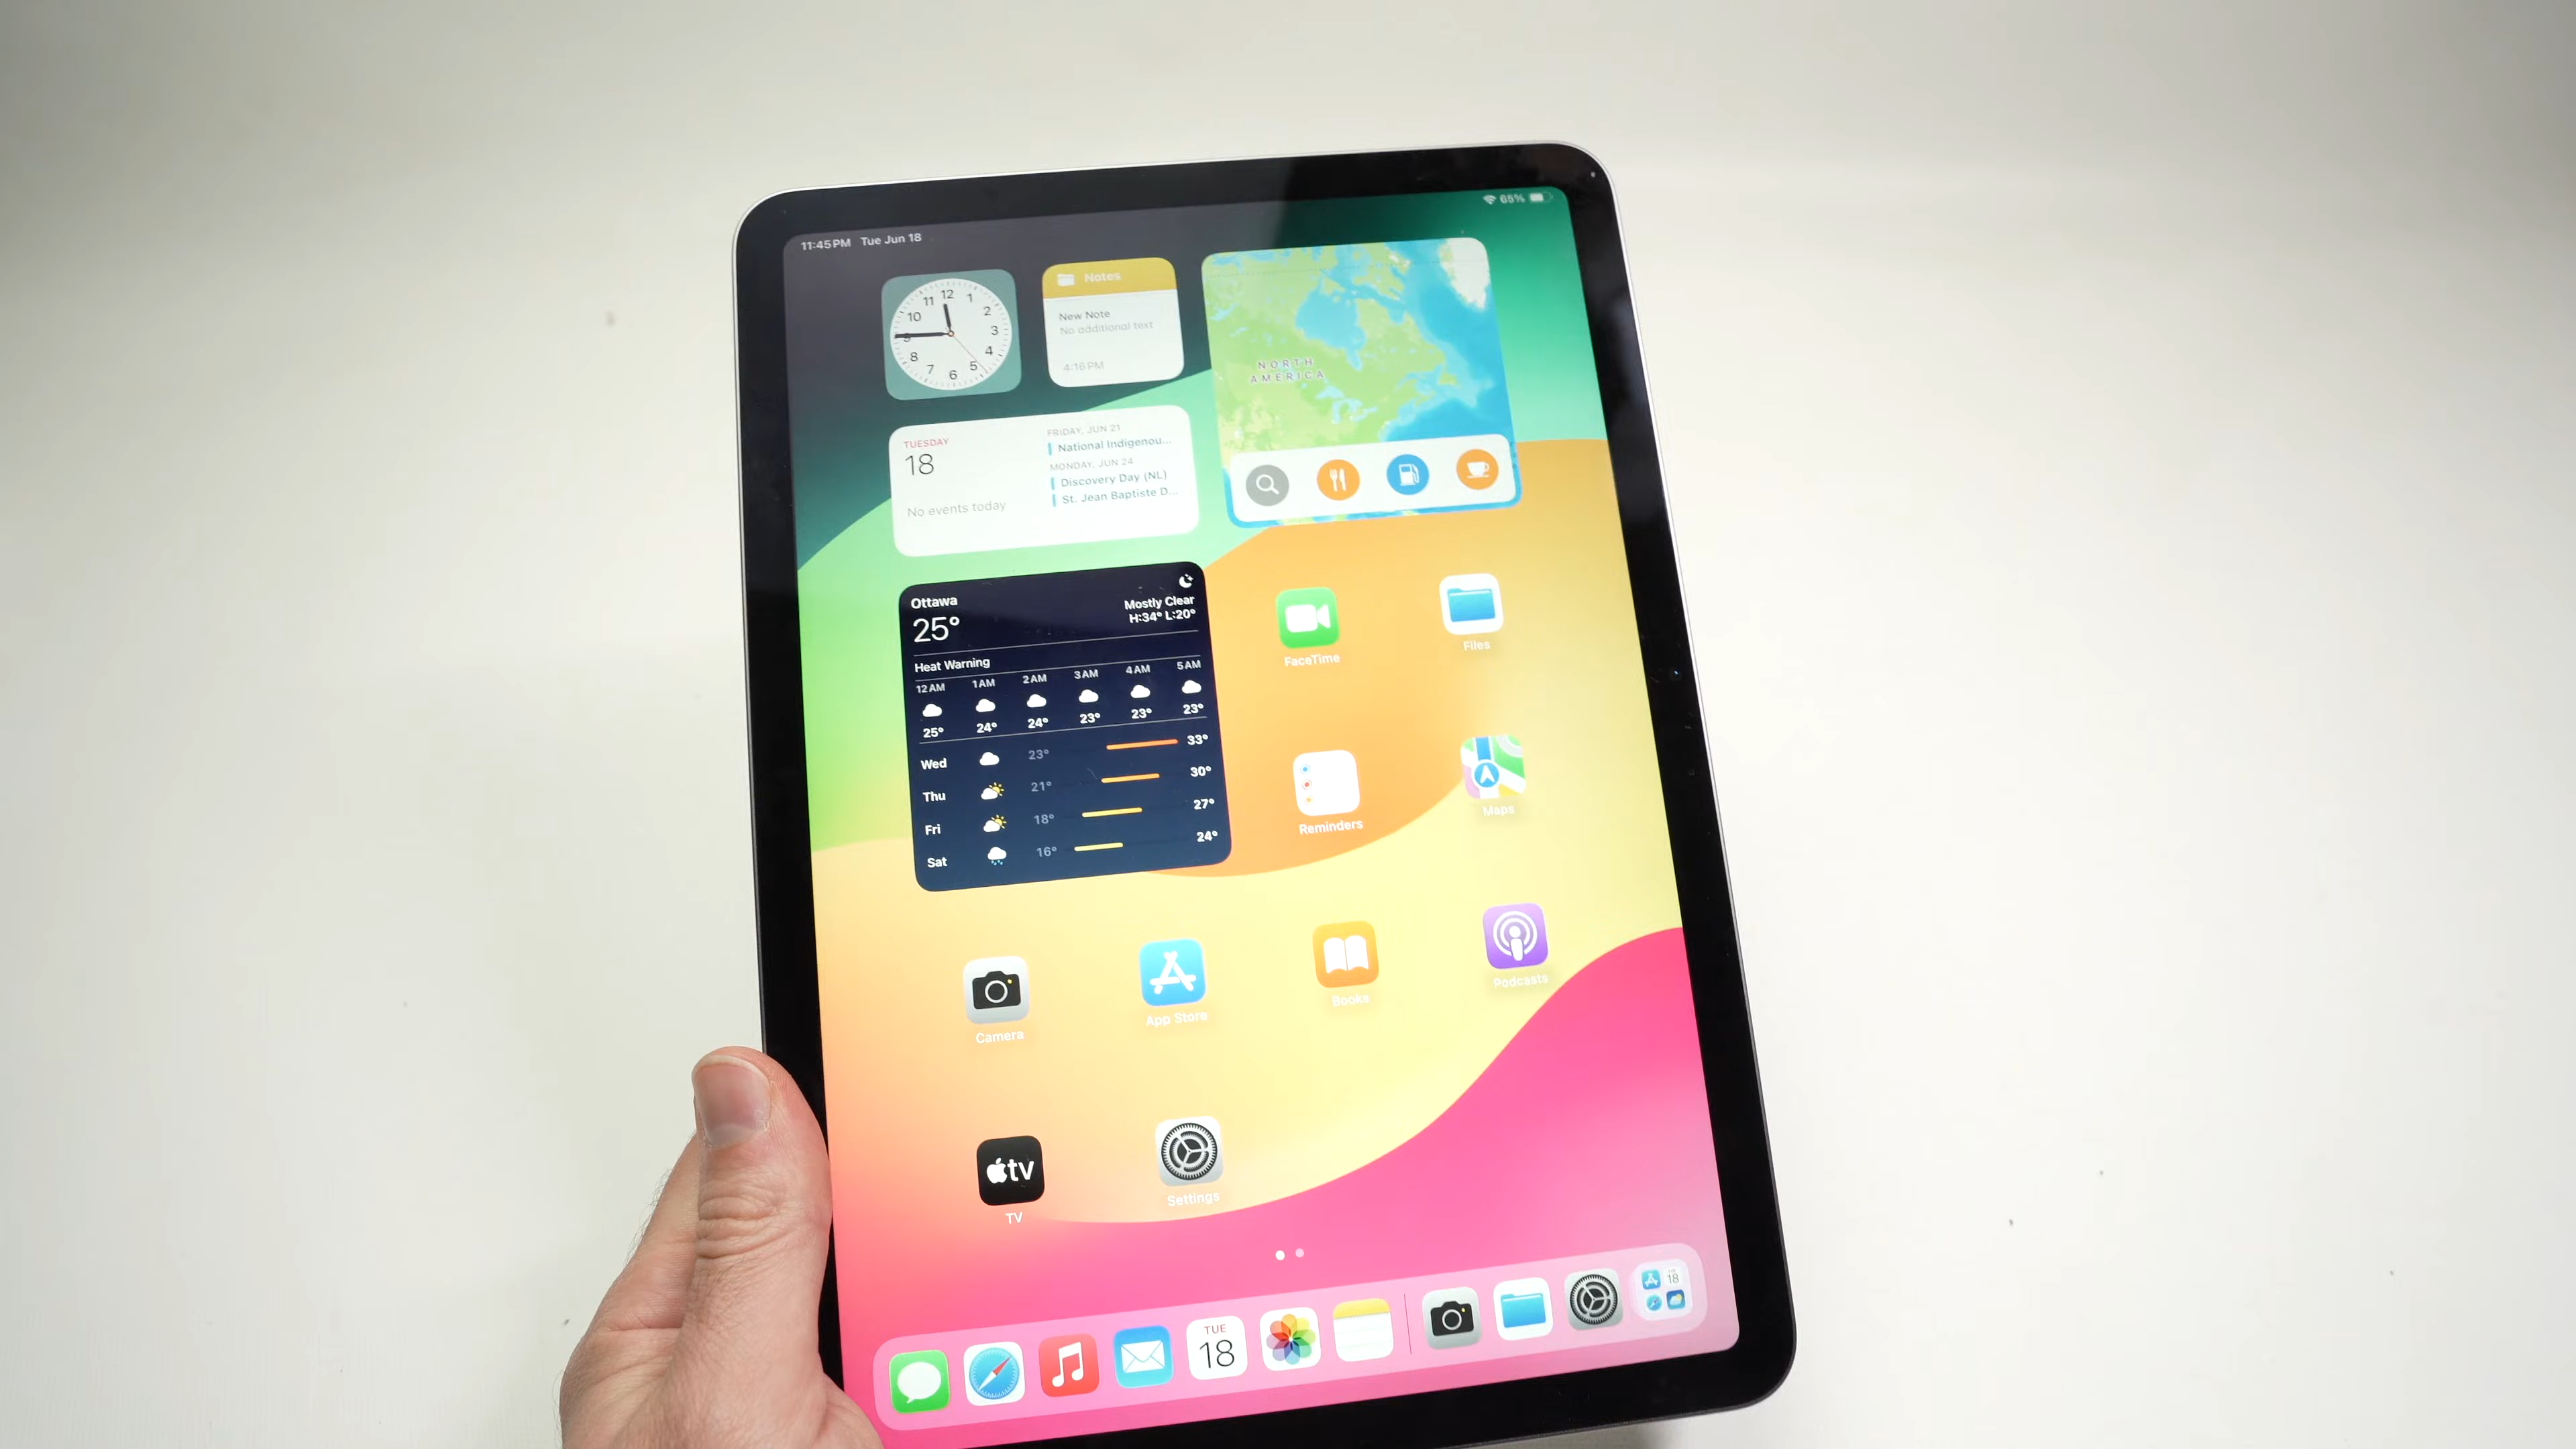 11:45 PM Tue Jun 18
65%
12
1
2
3
4
5
6
7
8
9
10
11
Notes
New Note
No additional text
4:16 PM
NORTH
AMERICA
TUESDAY
18
No events today
FRIDAY, JUN 21
National Indigenou...
MONDAY, JUN 24
Discovery Day (NL)
St. Jean Baptiste D...
Ottawa
25°
Mostly Clear
H:34° L:20°
Heat Warning
12 AM 1 AM 2 AM 3 AM 4 AM 5 AM
25° 24° 24° 23° 23° 23°
Wed 23° 33°
Thu 21° 30°
Fri 18° 27°
Sat 16° 24°
FaceTime
Files
Reminders
Maps
Camera
App Store
Books
Podcasts
tv
TV
Settings
TUE
18
18